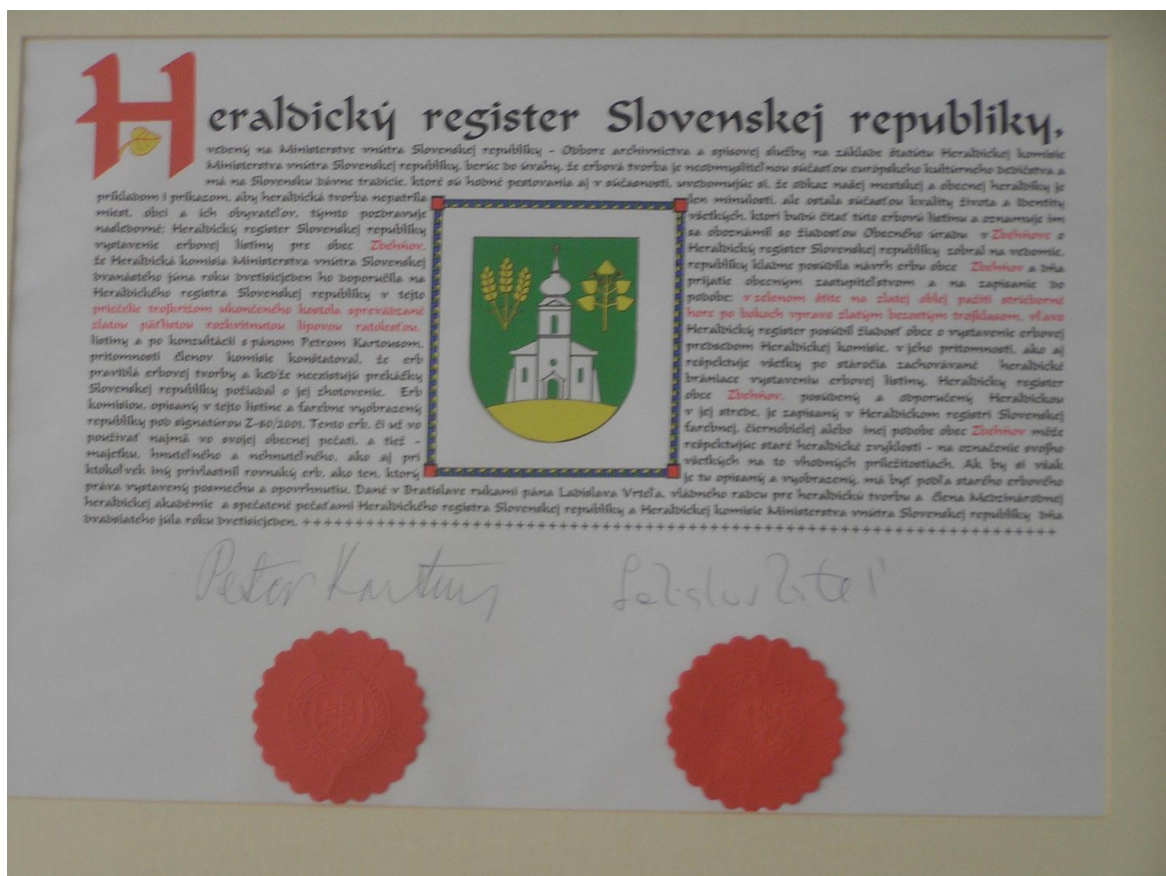 Heraldický register Slovenskej republiky,
vedený na Ministerstve vnútra Slovenskej republiky - Odbore archívnictva a spisovej služby na základe štatútu Heraldickej komisie
Ministerstva vnútra Slovenskej republiky, berúc do úvahy, že erbová tvorba je neodmysliteľnou súčasťou európskeho kultúrneho dedičstva a
má na Slovensku dávne tradície, ktoré sú hodné pestovania aj v súčasnosti, uvedomujúc si, že odkaz našej mestskej a obecnej heraldiky je
príkladom i príkazom, aby heraldická tvorba nepatrila len minulosti, ale ostala súčasťou kvality života a identity
miest, obcí a ich obyvateľov, týmto pozdravuje všetkých, ktorí budú čítať túto erbovú listinu a oznamuje im
nasledovné: Heraldický register Slovenskej republiky sa oboznámil so žiadosťou Obecného úradu v Zbehňove o
vystavenie erbovej listiny pre obec Zbehňov. Heraldický register Slovenskej republiky zobral na vedomie,
že Heraldická komisia Ministerstva vnútra Slovenskej republiky kladne posúdila návrh erbu obce Zbehňov a dňa
dvanásteho júna roku dvetisícjeden ho doporučila na prijatie obecným zastupiteľstvom a na zapísanie do
Heraldického registra Slovenskej republiky v tejto podobe: v zelenom štíte na zlatej oblej pažiti strieborné
priečelie trojkrížom ukončeného kostola sprevádzané hore po bokoch vpravo zlatým bezostým trojklasom, vľavo
zlatou päťlistou rozkvitnutou lipovou ratolesťou. Heraldický register posúdil žiadosť obce o vystavenie erbovej
listiny a po konzultácii s pánom Petrom Kartousom, predsedom Heraldickej komisie, v jeho prítomnosti, ako aj
prítomnosti členov komisie konštatoval, že erb rešpektuje všetky po stáročia zachovávané heraldické
pravidlá erbovej tvorby a keďže neexistujú prekážky brániace vystaveniu erbovej listiny, Heraldický register
Slovenskej republiky požiadal o jej zhotovenie. Erb obce Zbehňov, posúdený a odporučený Heraldickou
komisiou, opísaný v tejto listine a farebne vyobrazený v jej strede, je zapísaný v Heraldickom registri Slovenskej
republiky pod signatúrou Z-80/2001. Tento erb, či už vo farebnej, čiernobielej alebo inej podobe obec Zbehňov môže
používať najmä vo svojej obecnej pečati, a tiež - rešpektujúc staré heraldické zvyklosti - na označenie svojho
majetku, hnuteľného a nehnuteľného, ako aj pri všetkých na to vhodných príležitostiach. Ak by si však
ktokoľvek iný privlastnil rovnaký erb, ako ten, ktorý je tu opísaný a vyobrazený, má byť podľa starého erbového
práva vystavený posmechu a opovrhnutiu. Dané v Bratislave rukami pána Ladislava Vrteľa, vládneho radcu pre heraldickú tvorbu a člena Medzinárodnej
heraldickej akadémie a spečatené pečaťami Heraldického registra Slovenskej republiky a Heraldickej komisie Ministerstva vnútra Slovenskej republiky dňa
dvadsiateho júla roku dvetisícjeden.
Peter Kartous Ladislav Vrteľ